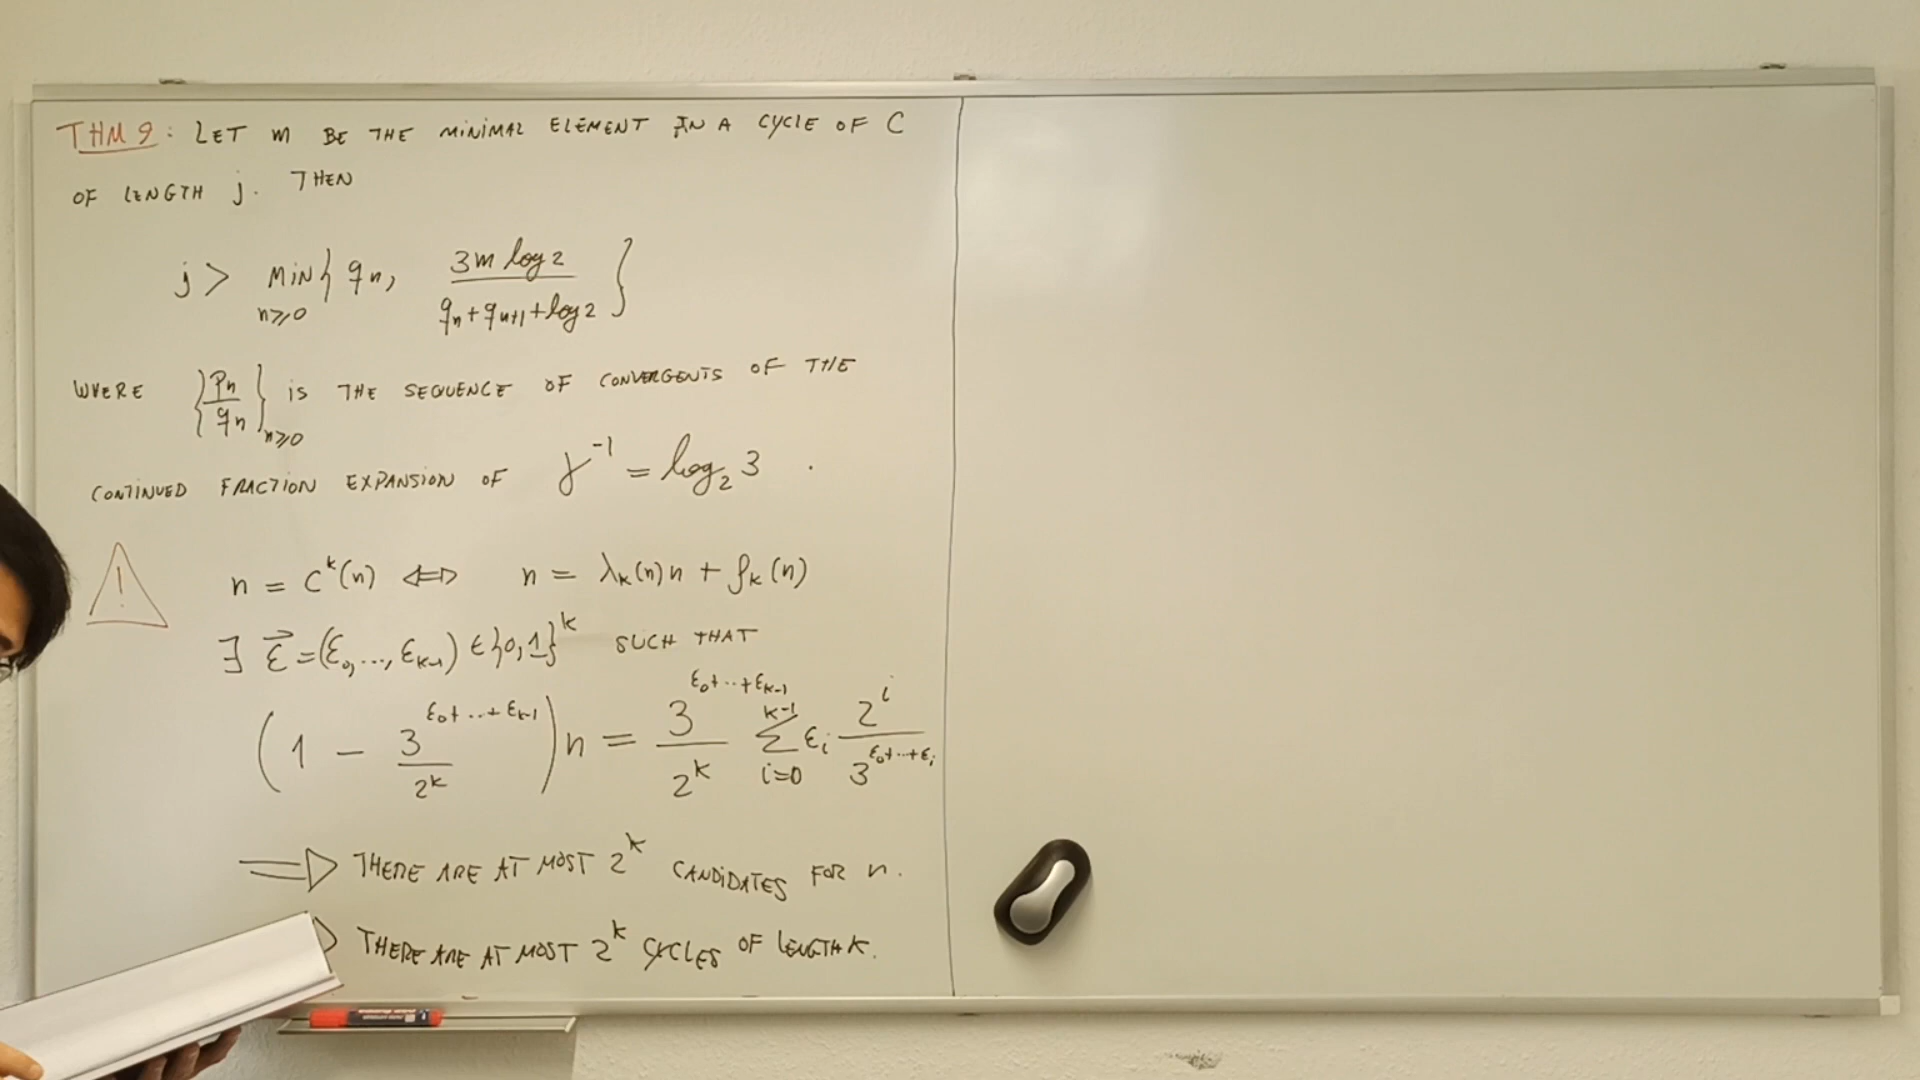 THM 9: LET m BE THE MINIMAL ELEMENT IN A CYCLE OF C
OF LENGTH j. THEN
j > MIN_{n≥0} { q_n, (3m log 2)/(q_n + q_{n+1} + log 2) }
WHERE {p_n/q_n}_{n≥0} IS THE SEQUENCE OF CONVERGENTS OF THE
CONTINUED FRACTION EXPANSION OF γ^{-1} = log_2 3.
! n = C^k(n) ⟺ n = λ_k(n)n + ρ_k(n)
∃ ε⃗ = (ε_0, ..., ε_{k-1}) ∈ {0,1}^k SUCH THAT
(1 − 3^{ε_0+...+ε_{k-1}}/2^k) n = 3^{ε_0+...+ε_{k-1}}/2^k ∑_{i=0}^{k-1} ε_i 2^i/3^{ε_0+...+ε_i}
⟹ THERE ARE AT MOST 2^k CANDIDATES FOR n.
THERE ARE AT MOST 2^k CYCLES OF LENGTH k.